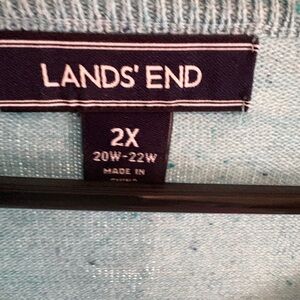 LANDS' END
2X
20W-22W
MADE IN